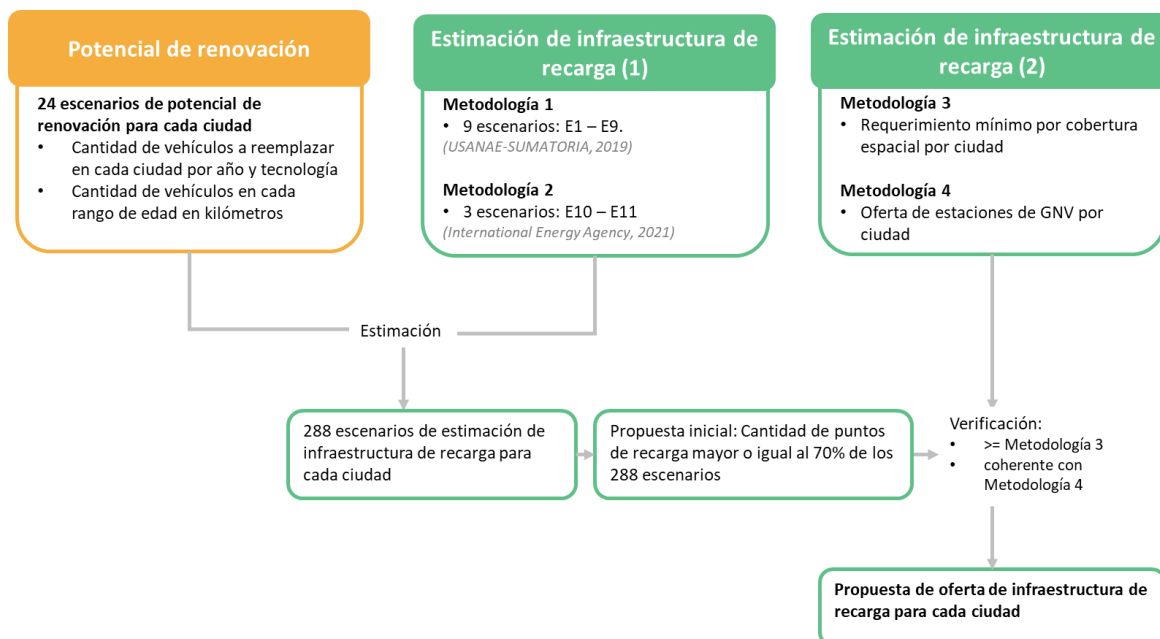 Potencial de renovación
24 escenarios de potencial de
renovación para cada ciudad
• Cantidad de vehículos a reemplazar
en cada ciudad por año y tecnología
• Cantidad de vehículos en cada
rango de edad en kilómetros
Estimación de infraestructura de
recarga (1)
Metodología 1
• 9 escenarios: E1 – E9.
(USANAE-SUMATORIA, 2019)
Metodología 2
• 3 escenarios: E10 – E11
(International Energy Agency, 2021)
Estimación de infraestructura de
recarga (2)
Metodología 3
• Requerimiento mínimo por cobertura
espacial por ciudad
Metodología 4
• Oferta de estaciones de GNV por
ciudad
Estimación
288 escenarios de estimación de
infraestructura de recarga para
cada ciudad
Propuesta inicial: Cantidad de puntos
de recarga mayor o igual al 70% de los
288 escenarios
Verificación:
• >= Metodología 3
• coherente con
Metodología 4
Propuesta de oferta de infraestructura de
recarga para cada ciudad